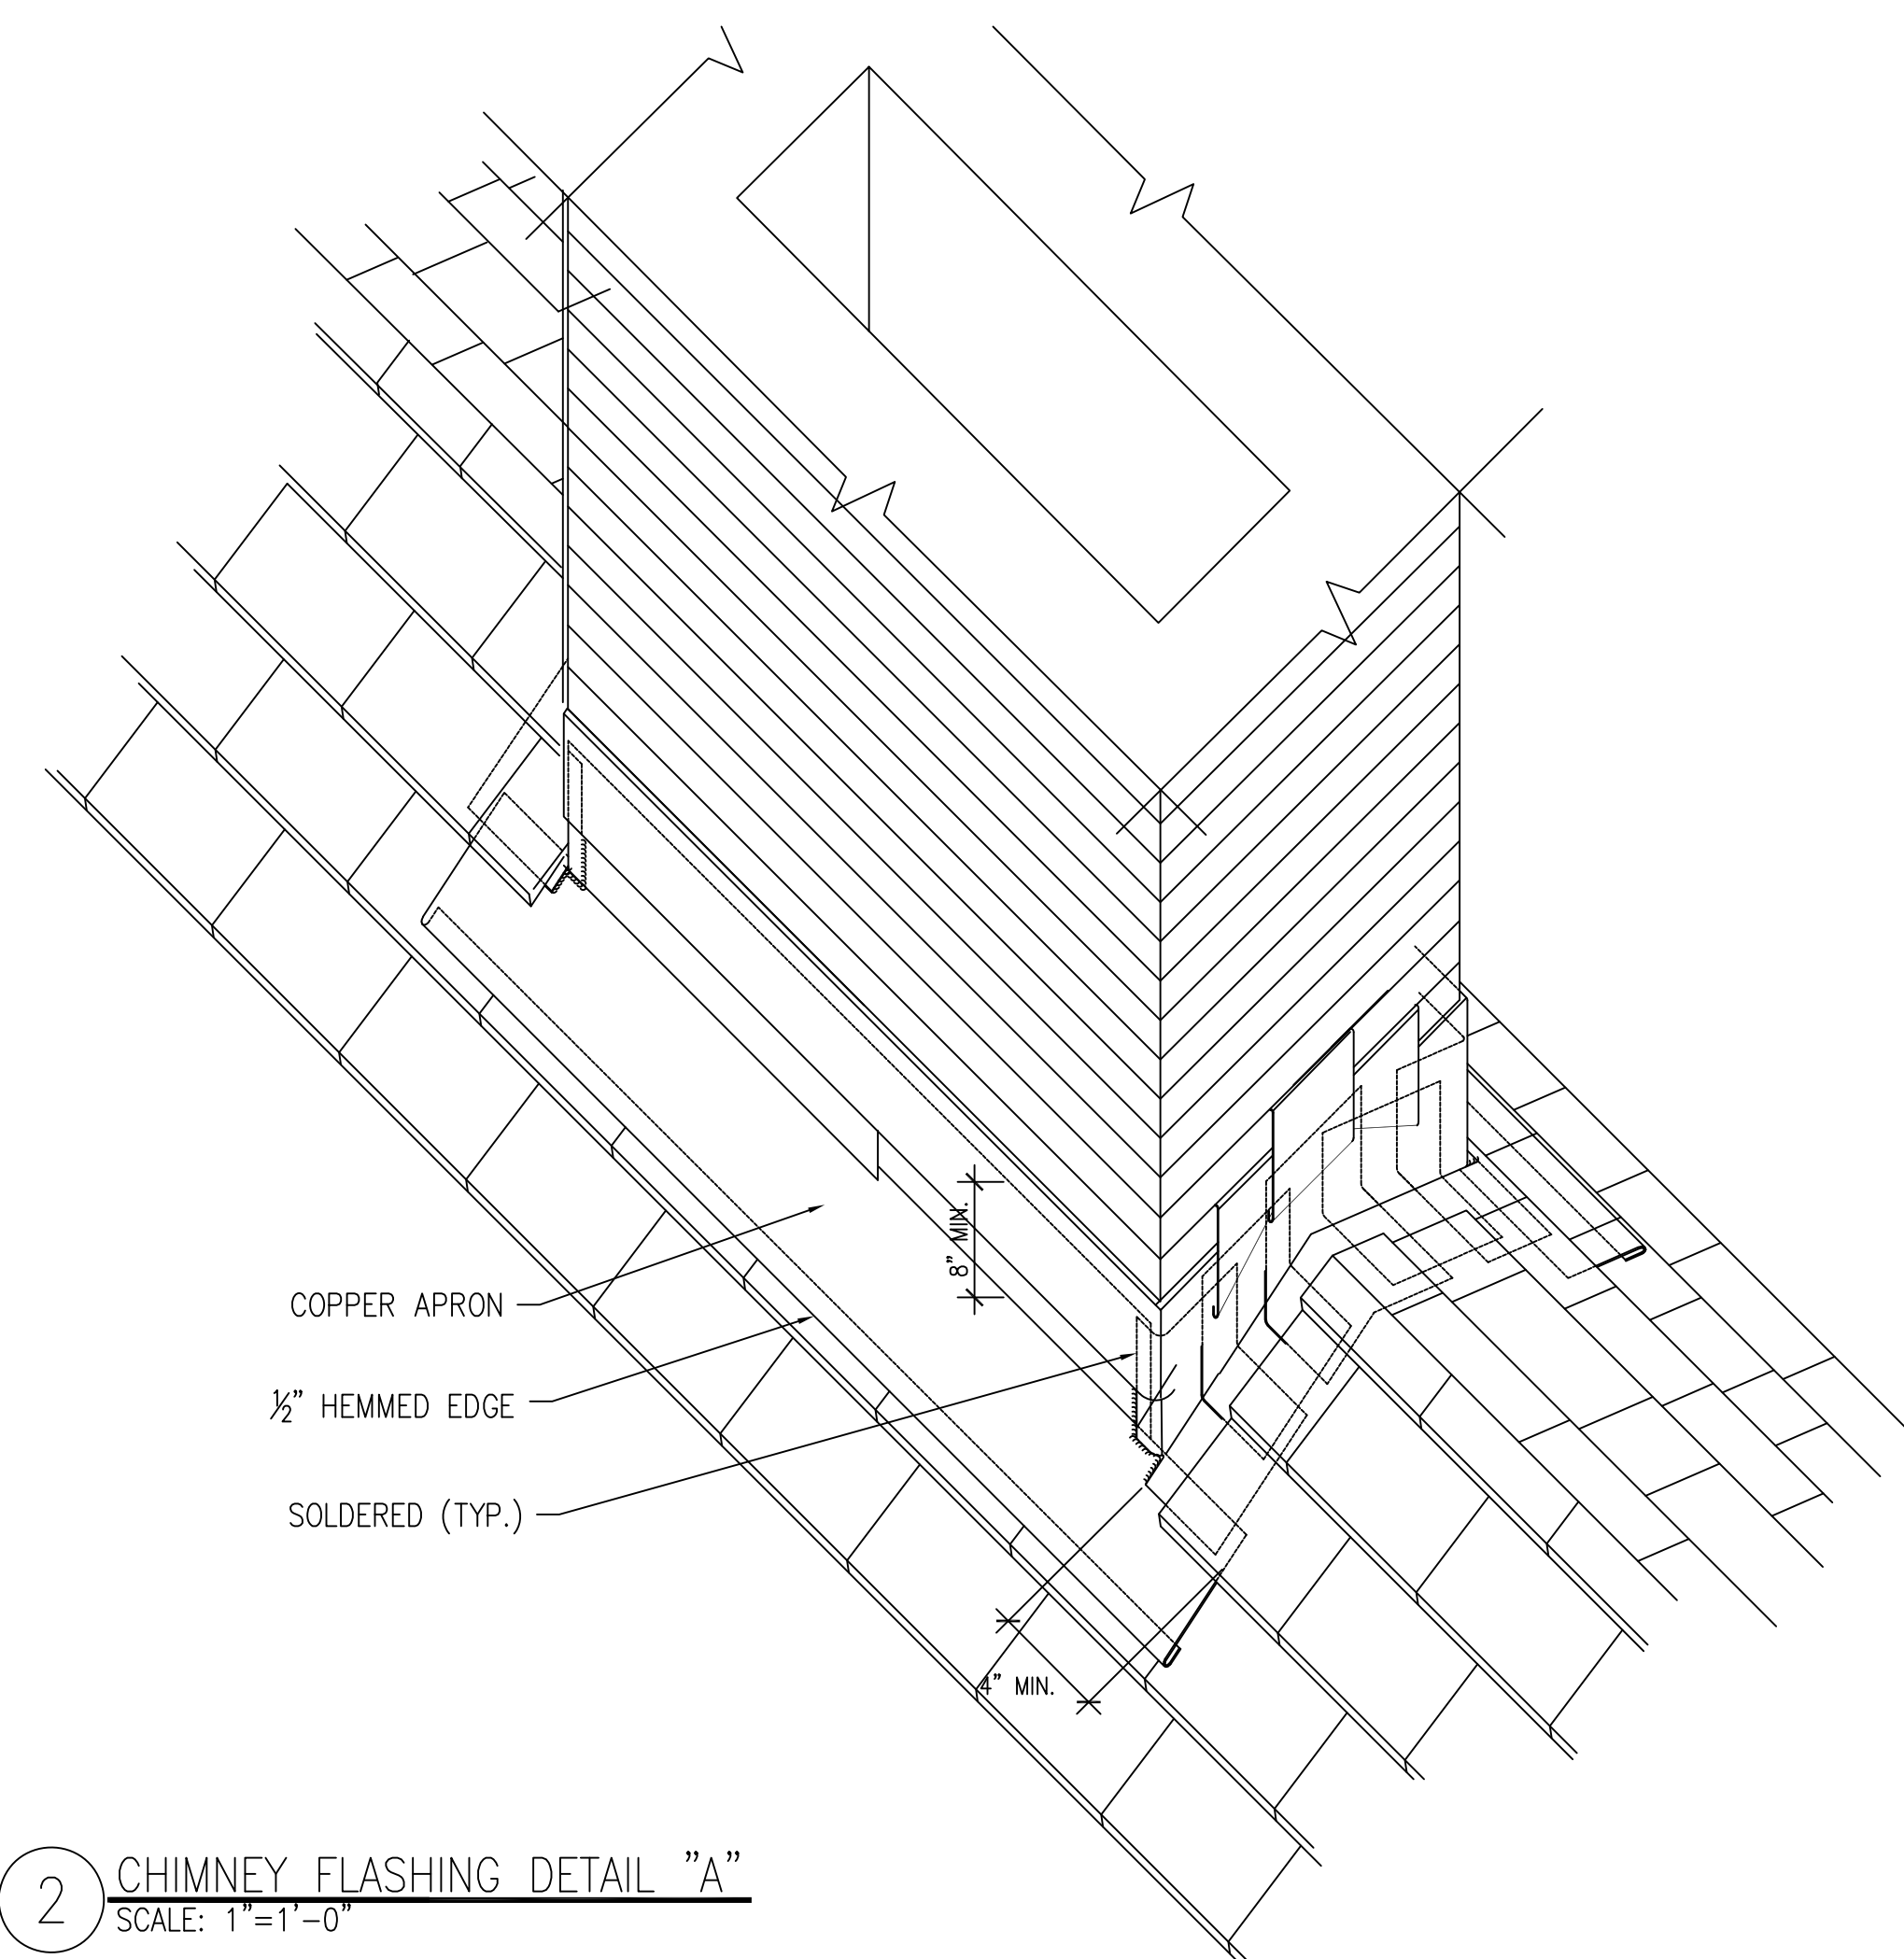 8" MIN.
COPPER APRON
½" HEMMED EDGE
SOLDERED (TYP.)
4" MIN.
2
CHIMNEY FLASHING DETAIL "A"
SCALE: 1"=1'-0"